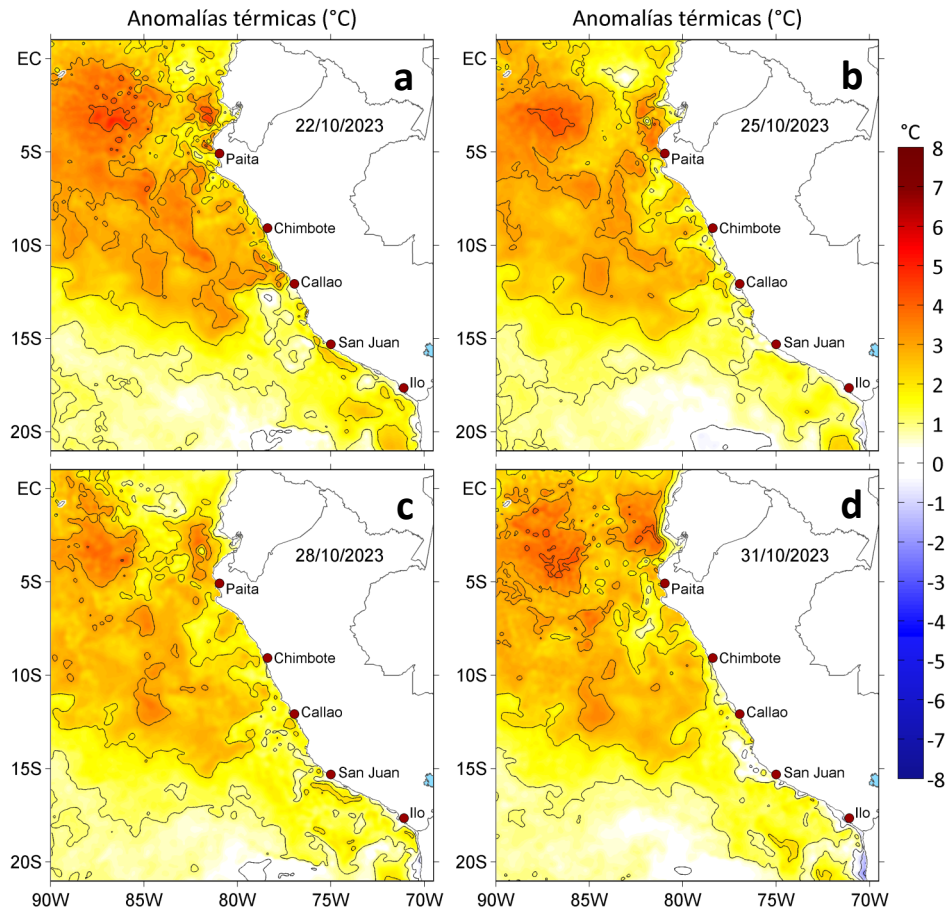 Anomalías térmicas (°C)
Anomalías térmicas (°C)
EC
5S
10S
15S
20S
a
22/10/2023
Paita
Chimbote
Callao
San Juan
Ilo
EC
5S
10S
15S
20S
b
25/10/2023
Paita
Chimbote
Callao
San Juan
Ilo
EC
5S
10S
15S
20S
c
28/10/2023
Paita
Chimbote
Callao
San Juan
Ilo
90W 85W 80W 75W 70W
EC
5S
10S
15S
20S
d
31/10/2023
Paita
Chimbote
Callao
San Juan
Ilo
90W 85W 80W 75W 70W
°C
8
7
6
5
4
3
2
1
0
-1
-2
-3
-4
-5
-6
-7
-8